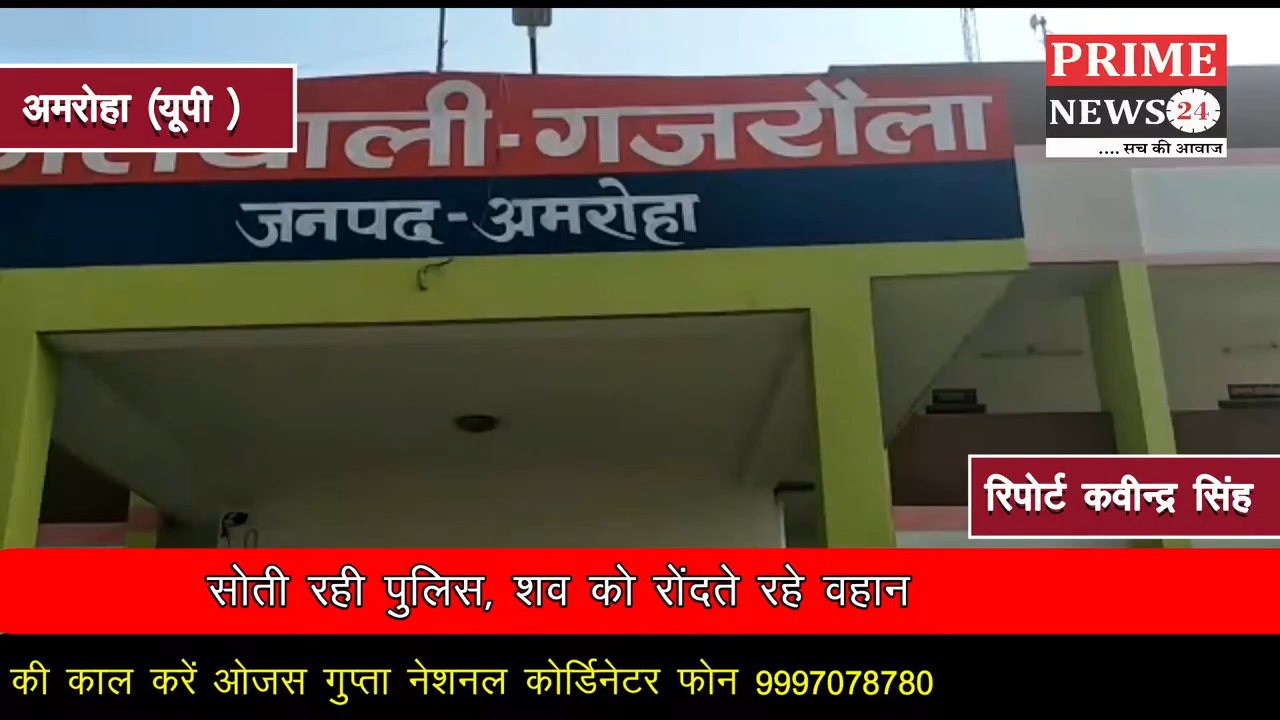 अमरोहा (यूपी )
PRIME
NEWS 24
.... सच की आवाज
-गजरौला
जनपद-अमरोहा
रिपोर्ट कवीन्द्र सिंह
सोती रही पुलिस, शव को रोंदते रहे वहान
की काल करें ओजस गुप्ता नेशनल कोर्डिनेटर फोन 9997078780